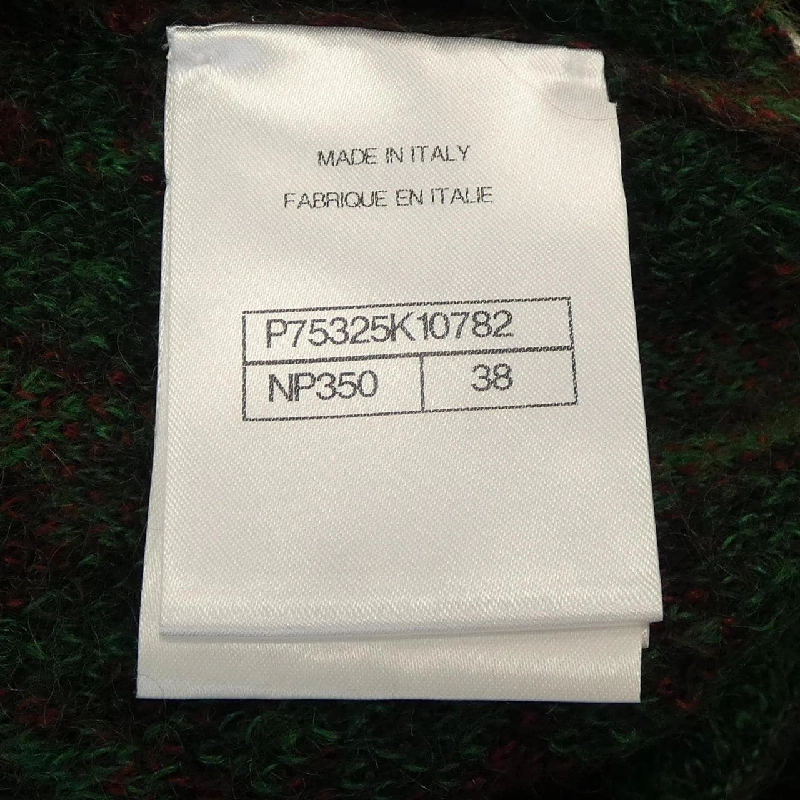 MADE IN ITALY
FABRIQUE EN ITALIE
P75325K10782
NP350 38